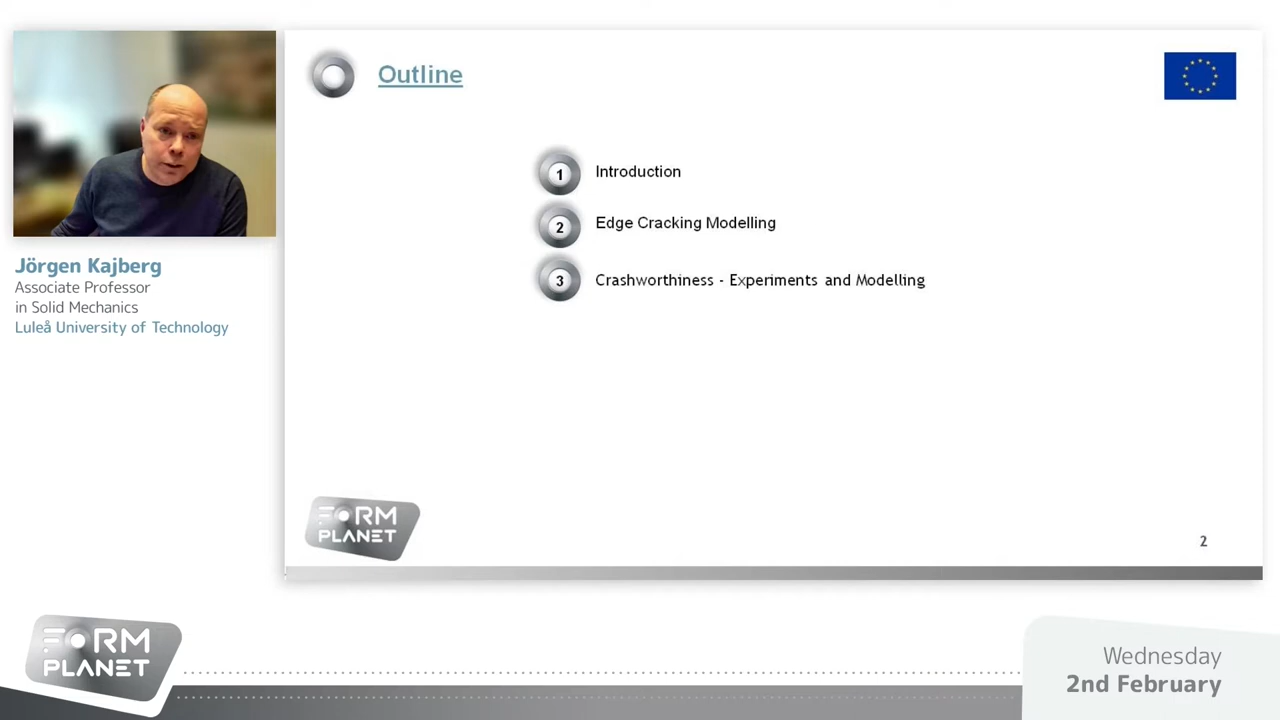 Outline
1 Introduction
2 Edge Cracking Modelling
3 Crashworthiness - Experiments and Modelling
Jörgen Kajberg
Associate Professor
in Solid Mechanics
Luleå University of Technology
FORM
PLANET
2
FORM
PLANET
Wednesday
2nd February